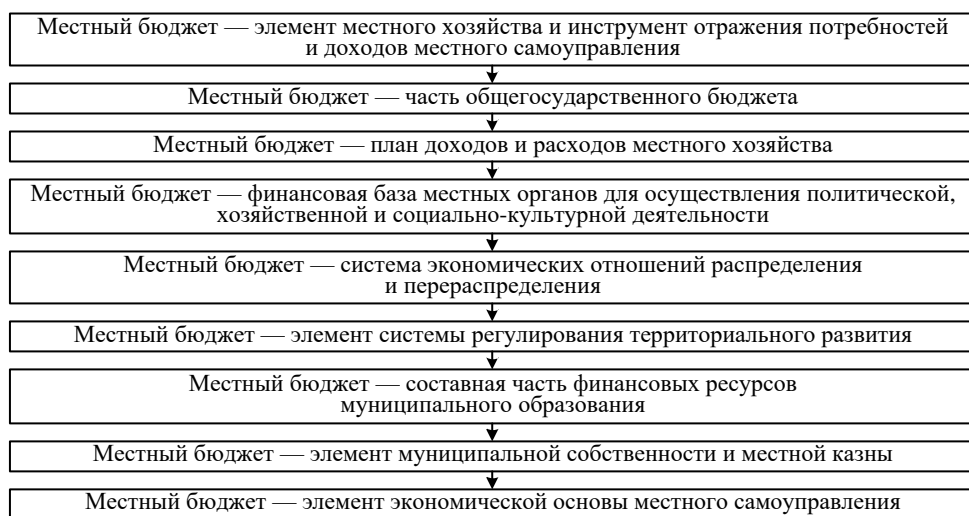 Местный бюджет — элемент местного хозяйства и инструмент отражения потребностей
и доходов местного самоуправления
Местный бюджет — часть общегосударственного бюджета
Местный бюджет — план доходов и расходов местного хозяйства
Местный бюджет — финансовая база местных органов для осуществления политической,
хозяйственной и социально-культурной деятельности
Местный бюджет — система экономических отношений распределения
и перераспределения
Местный бюджет — элемент системы регулирования территориального развития
Местный бюджет — составная часть финансовых ресурсов
муниципального образования
Местный бюджет — элемент муниципальной собственности и местной казны
Местный бюджет — элемент экономической основы местного самоуправления